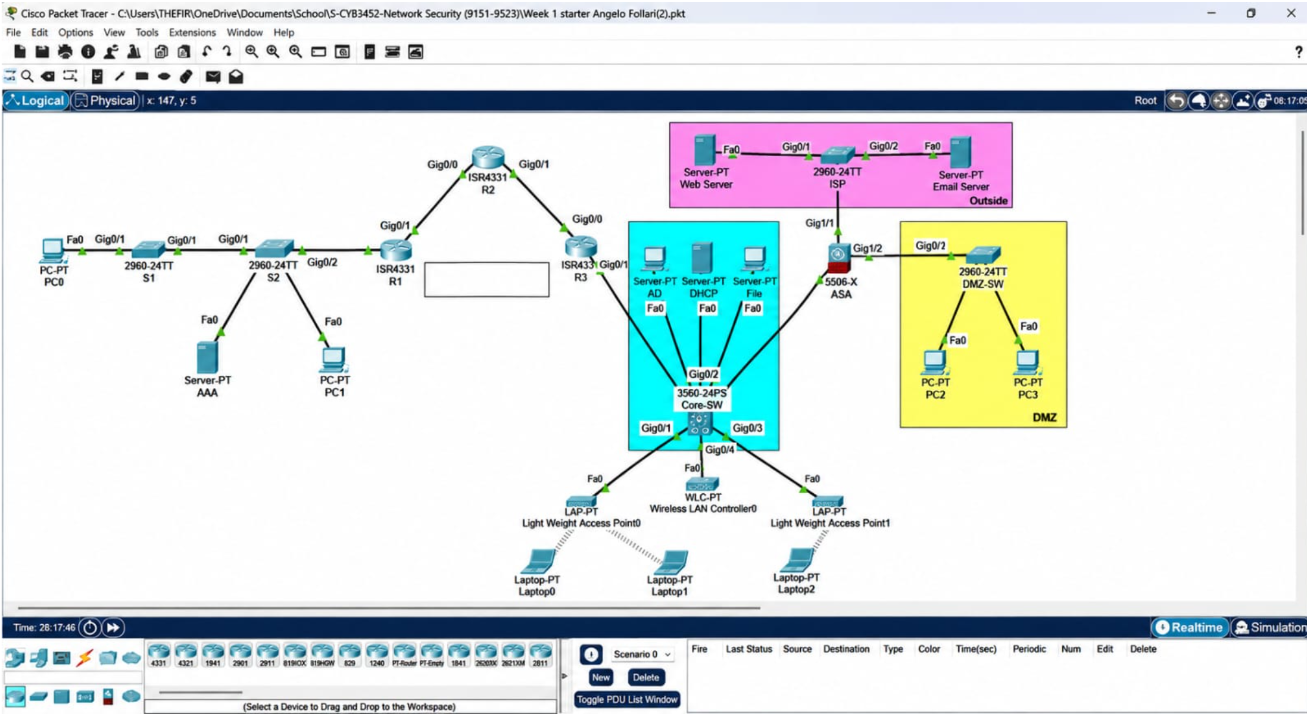 Cisco Packet Tracer - C:\Users\THEFIR\OneDrive\Documents\School\S-CYB3452-Network Security (9151-9523)\Week 1 starter Angelo Follari(2).pkt
File Edit Options View Tools Extensions Window Help
?
Logical Physical x: 147, y: 5 Root 08:17:05
Fa0 Gig0/1 Gig0/2 Fa0
Server-PT 2960-24TT Server-PT
Web Server ISP Email Server
Outside
Gig0/0 Gig0/1
ISR4331
R2
Gig0/1 Gig0/0
Gig1/1
Fa0 Gig0/1 Gig0/1 Gig0/1 Gig0/2
PC-PT 2960-24TT 2960-24TT ISR4331 ISR433 Gig0/1
PC0 S1 S2 R1 R3
Server-PT Server-PT Server-PT
AD DHCP File
Fa0 Fa0 Fa0
Gig1/2 Gig0/2
5506-X 2960-24TT
ASA DMZ-SW
Fa0 Fa0
Server-PT PC-PT
AAA PC1
Fa0 Fa0
PC-PT PC-PT
PC2 PC3
DMZ
Gig0/2
3560-24PS
Core-SW
Gig0/1 Gig0/3
Gig0/4
Fa0 Fa0 Fa0
LAP-PT WLC-PT LAP-PT
Light Weight Access Point0 Wireless LAN Controller0 Light Weight Access Point1
Laptop-PT Laptop-PT Laptop-PT
Laptop0 Laptop1 Laptop2
Time: 28:17:46 Realtime Simulation
4331 4321 1941 2901 2911 819IOX 819HGW 829 1240 PT-Router PT-Empty 1841 2620XM 2621XM 2811
(Select a Device to Drag and Drop to the Workspace)
Scenario 0
New Delete
Toggle PDU List Window
Fire Last Status Source Destination Type Color Time(sec) Periodic Num Edit Delete